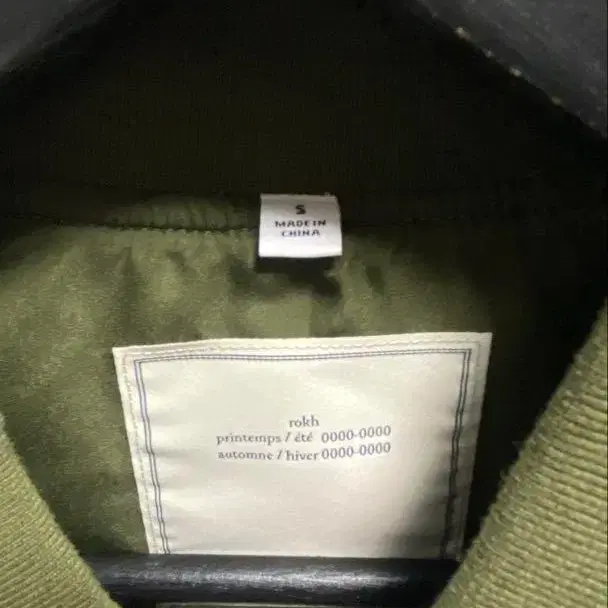 S
MADE IN
CHINA
rokh
printemps / été 0000-0000
automne / hiver 0000-0000